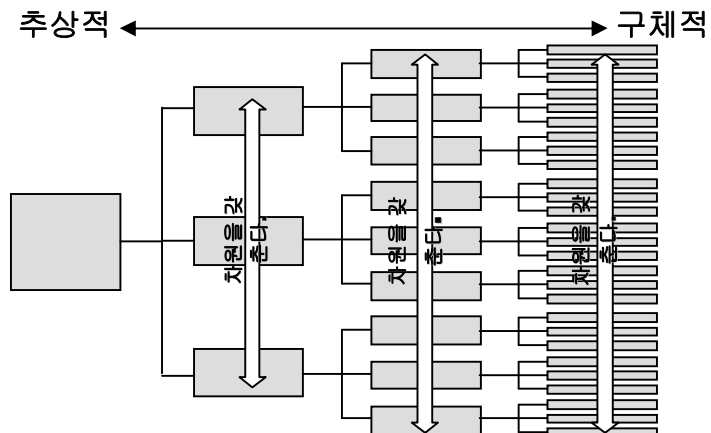 추상적
구체적
차원을 갖
춘다.
차원을 갖
춘다.
차원을 갖
춘다.